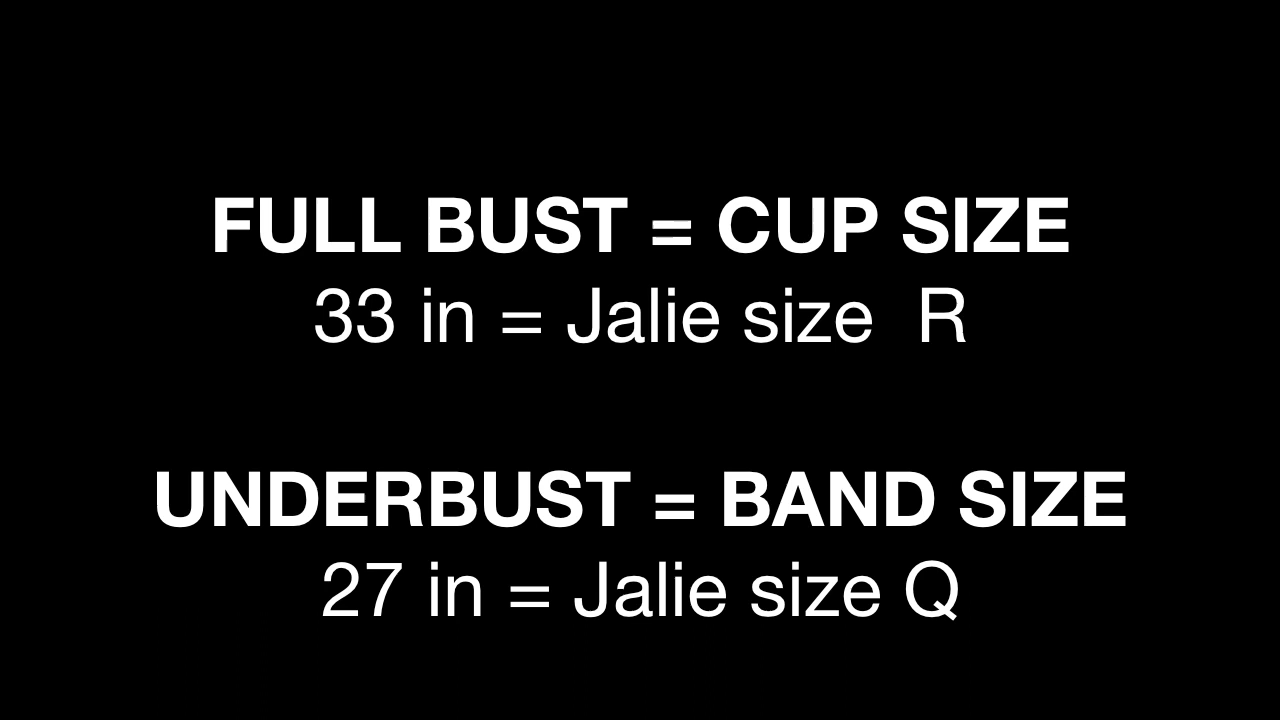 FULL BUST = CUP SIZE
33 in = Jalie size  R
UNDERBUST = BAND SIZE
27 in = Jalie size Q